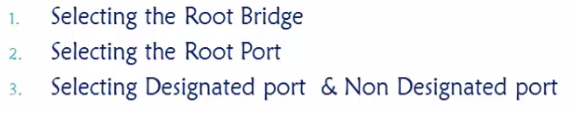 1. Selecting the Root Bridge
2. Selecting the Root Port
3. Selecting Designated port & Non Designated port